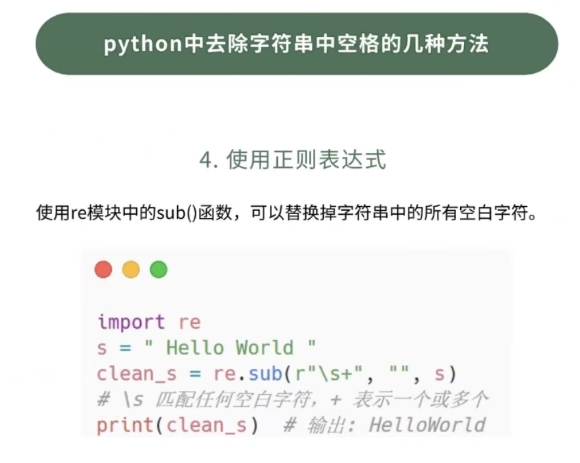 python中去除字符串中空格的几种方法
4. 使用正则表达式
使用re模块中的sub()函数，可以替换掉字符串中的所有空白字符。
import re
s = " Hello World "
clean_s = re.sub(r"\s+", "", s)
# \s 匹配任何空白字符，+ 表示一个或多个
print(clean_s)  # 输出: HelloWorld